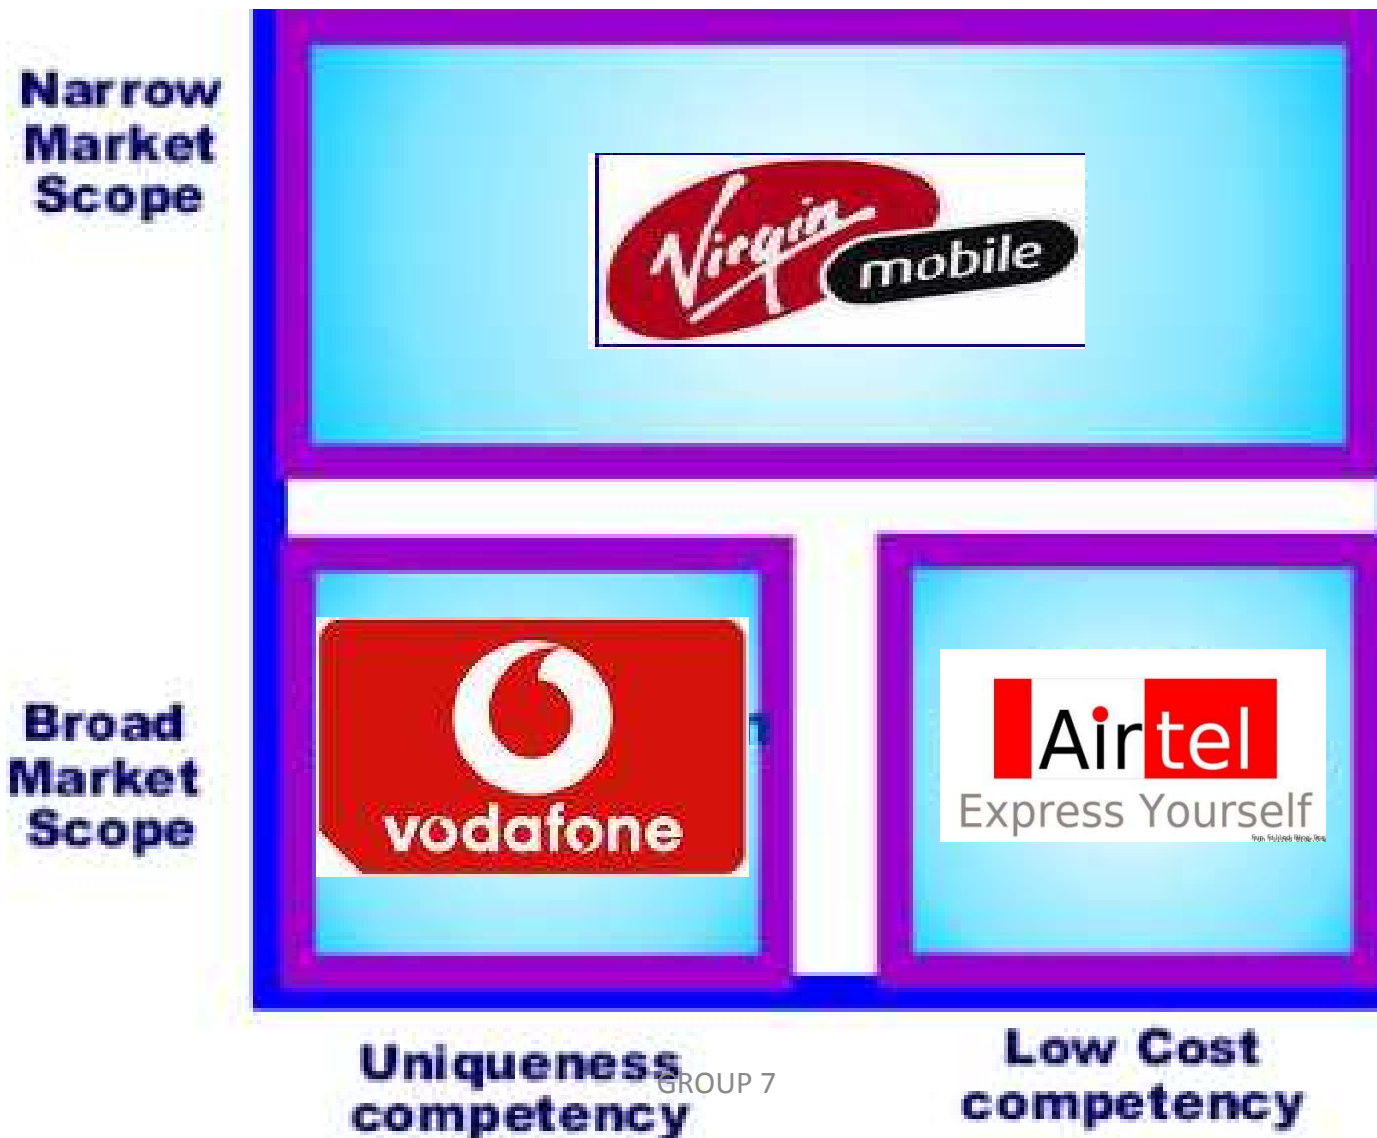 Narrow
Market
Scope
Virgin
mobile
Broad
Market
Scope
vodafone
Airtel
Express Yourself
Uniqueness
competency
Low Cost
competency
GROUP 7